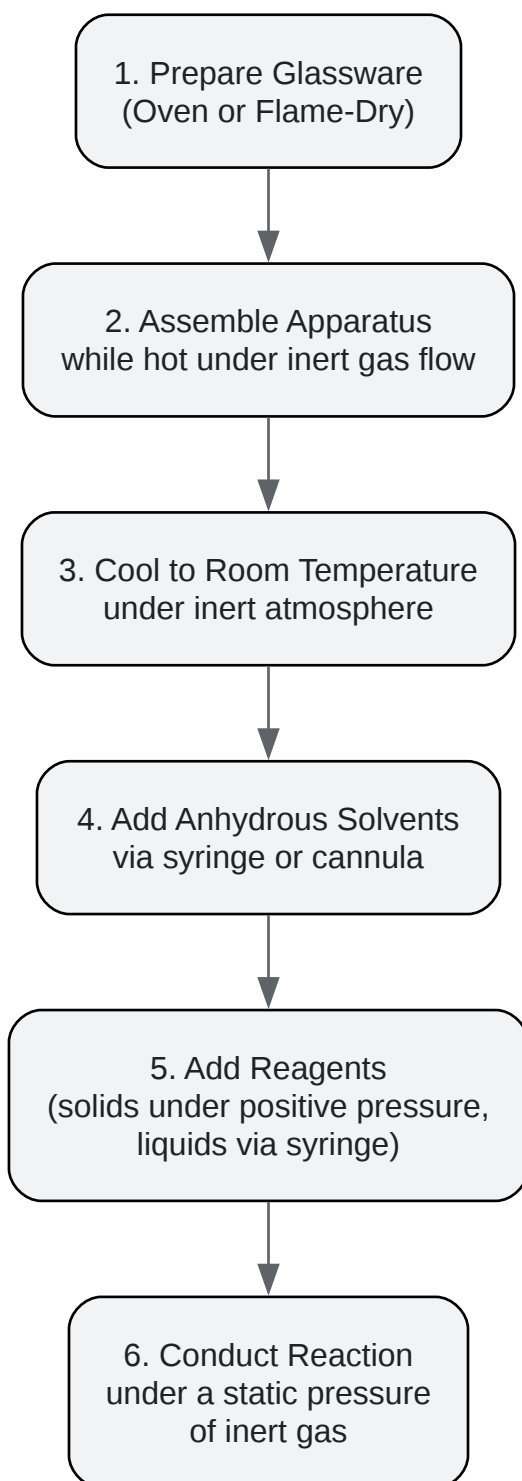 1. Prepare Glassware
(Oven or Flame-Dry)
2. Assemble Apparatus
while hot under inert gas flow
3. Cool to Room Temperature
under inert atmosphere
4. Add Anhydrous Solvents
via syringe or cannula
5. Add Reagents
(solids under positive pressure,
liquids via syringe)
6. Conduct Reaction
under a static pressure
of inert gas